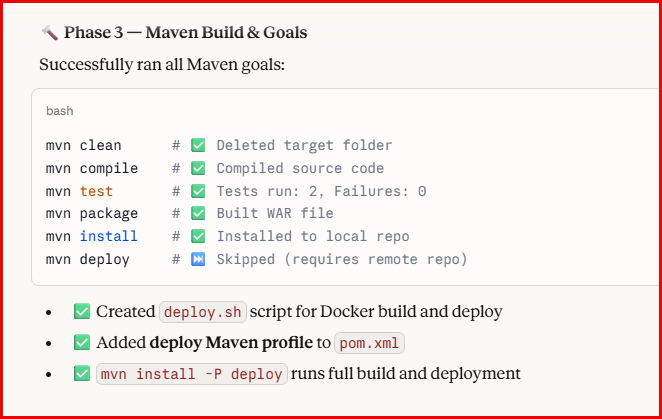 🔨 Phase 3 — Maven Build & Goals
Successfully ran all Maven goals:
bash
mvn clean # ✅ Deleted target folder
mvn compile # ✅ Compiled source code
mvn test # ✅ Tests run: 2, Failures: 0
mvn package # ✅ Built WAR file
mvn install # ✅ Installed to local repo
mvn deploy # ⏭️ Skipped (requires remote repo)
• ✅ Created deploy.sh script for Docker build and deploy
• ✅ Added deploy Maven profile to pom.xml
• ✅ mvn install -P deploy runs full build and deployment